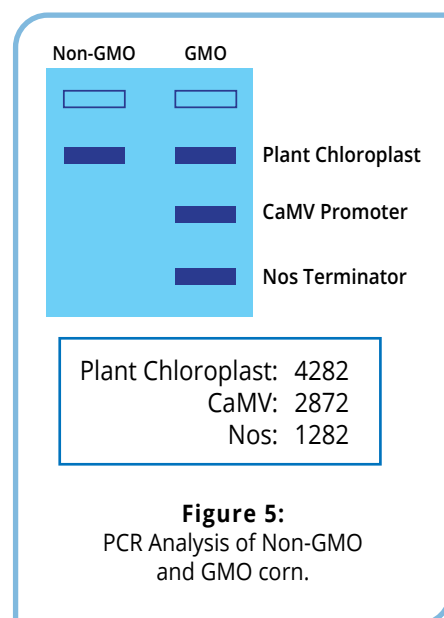 Non-GMO GMO
Plant Chloroplast
CaMV Promoter
Nos Terminator
Plant Chloroplast: 4282
CaMV: 2872
Nos: 1282
Figure 5:
PCR Analysis of Non-GMO
and GMO corn.